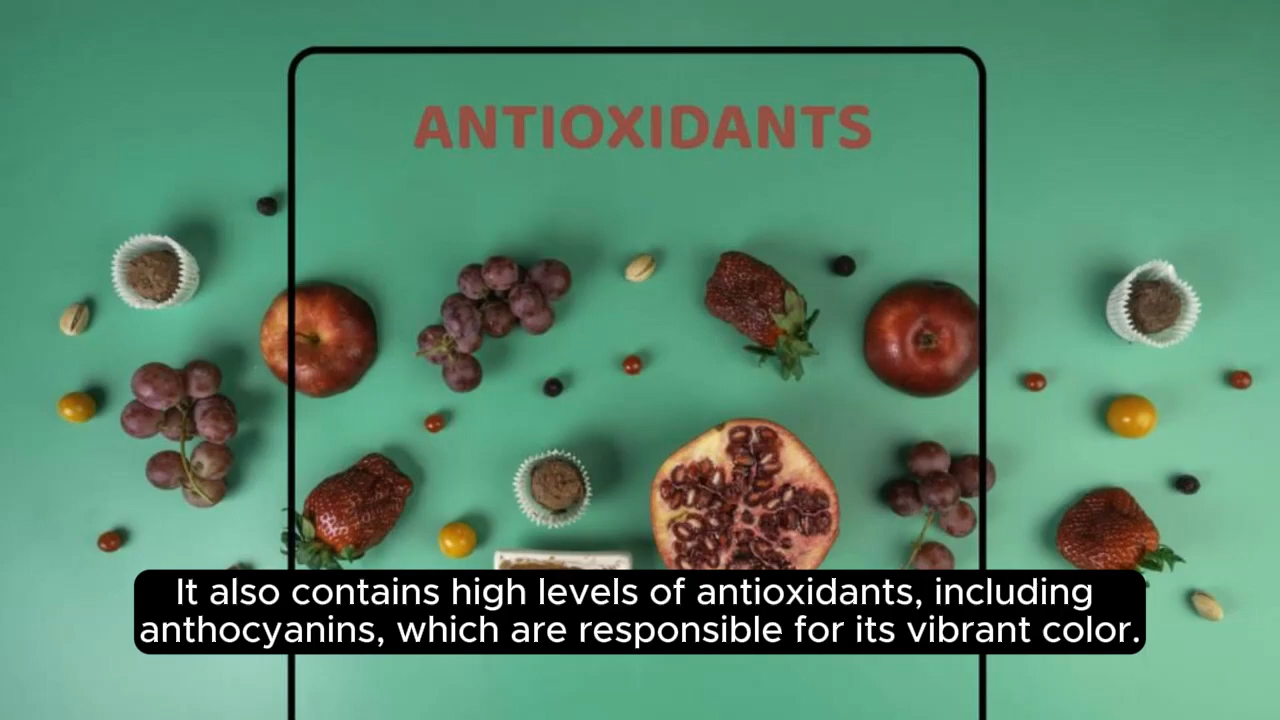 ANTIOXIDANTS
It also contains high levels of antioxidants, including
anthocyanins, which are responsible for its vibrant color.